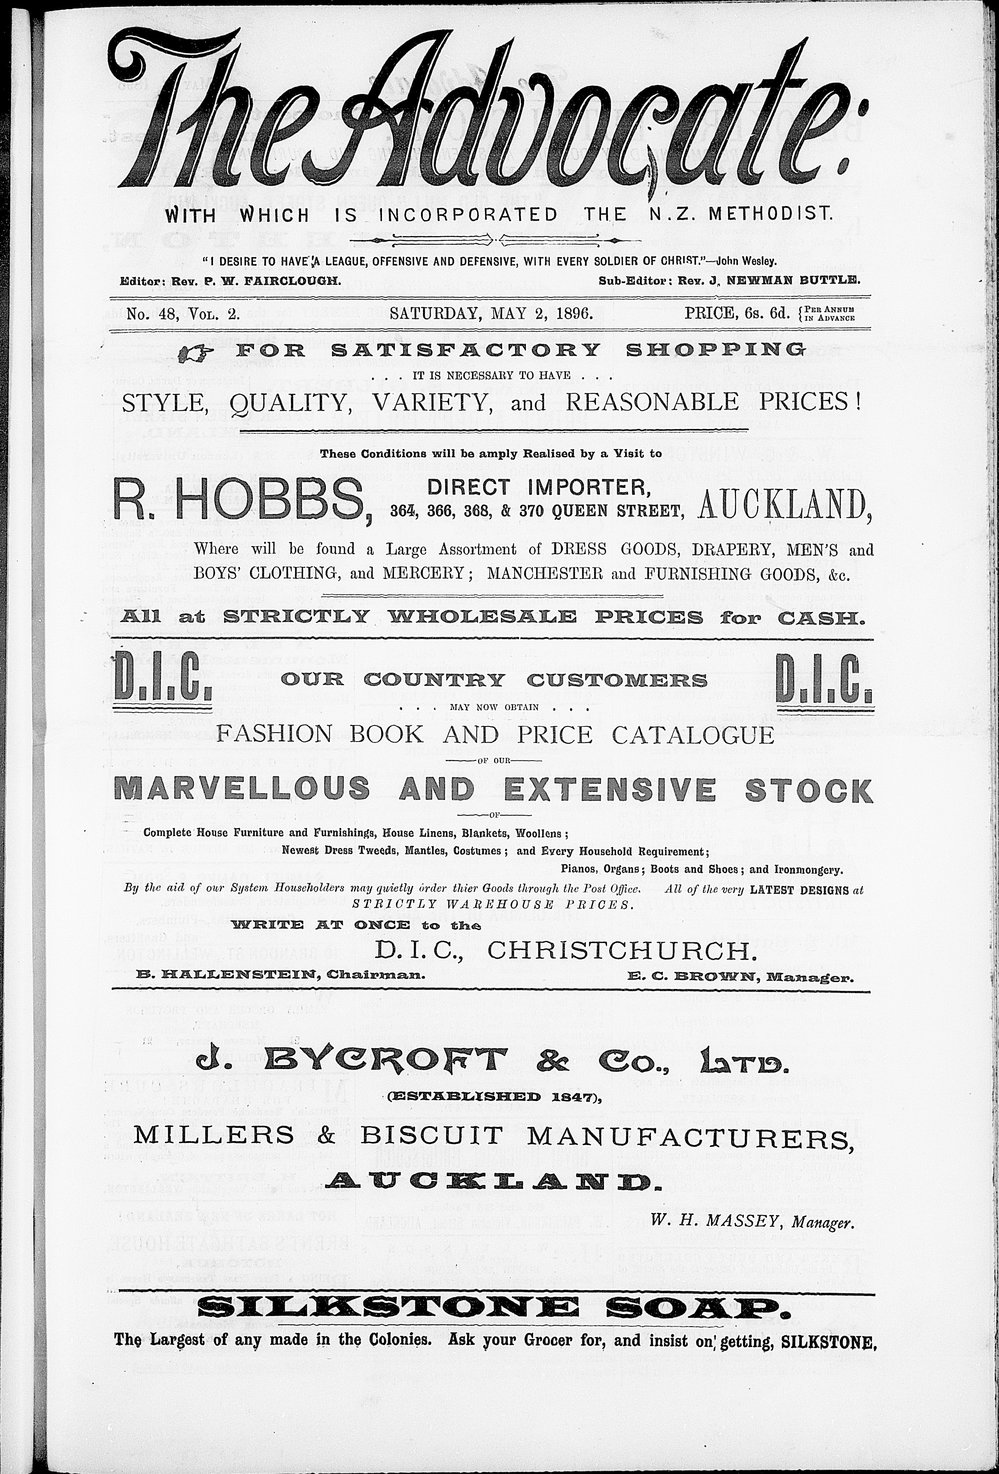 The Advocate:
WITH WHICH IS INCORPORATED THE N.Z. METHODIST.
"I DESIRE TO HAVE A LEAGUE, OFFENSIVE AND DEFENSIVE, WITH EVERY SOLDIER OF CHRIST."—John Wesley.
Editor: Rev. P. W. FAIRCLOUGH. Sub-Editor: Rev. J. NEWMAN BUTTLE.
No. 48, VOL. 2. SATURDAY, MAY 2, 1896. PRICE, 6s. 6d. {PER ANNUM IN ADVANCE
☞ FOR SATISFACTORY SHOPPING
. . . IT IS NECESSARY TO HAVE . . .
STYLE, QUALITY, VARIETY, and REASONABLE PRICES!
These Conditions will be amply Realised by a Visit to
R. HOBBS, DIRECT IMPORTER, 364, 366, 368, & 370 QUEEN STREET, AUCKLAND,
Where will be found a Large Assortment of DRESS GOODS, DRAPERY, MEN'S and
BOYS' CLOTHING, and MERCERY; MANCHESTER and FURNISHING GOODS, &c.
All at STRICTLY WHOLESALE PRICES for CASH.
D.I.C. OUR COUNTRY CUSTOMERS D.I.C.
. . . MAY NOW OBTAIN . . .
FASHION BOOK AND PRICE CATALOGUE
—OF OUR—
MARVELLOUS AND EXTENSIVE STOCK
—OF—
Complete House Furniture and Furnishings, House Linens, Blankets, Woollens;
Newest Dress Tweeds, Mantles, Costumes; and Every Household Requirement;
Pianos, Organs; Boots and Shoes; and Ironmongery.
By the aid of our System Householders may quietly order thier Goods through the Post Office. All of the very LATEST DESIGNS at
STRICTLY WAREHOUSE PRICES.
WRITE AT ONCE to the
D.I.C., CHRISTCHURCH.
B. HALLENSTEIN, Chairman. E. C. BROWN, Manager.
J. BYCROFT & Co., LTD.
(ESTABLISHED 1847),
MILLERS & BISCUIT MANUFACTURERS,
AUCKLAND.
W. H. MASSEY, Manager.
SILKSTONE SOAP.
The Largest of any made in the Colonies. Ask your Grocer for, and insist on getting, SILKSTONE,